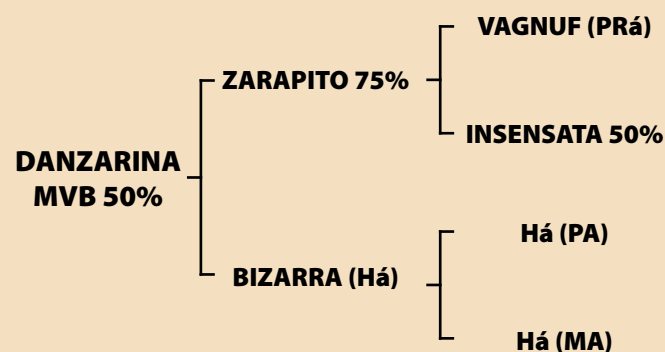 VAGNUF (PRá)
ZARAPITO 75%
INSENSATA 50%
DANZARINA
MVB 50%
Há (PA)
BIZARRA (Há)
Há (MA)